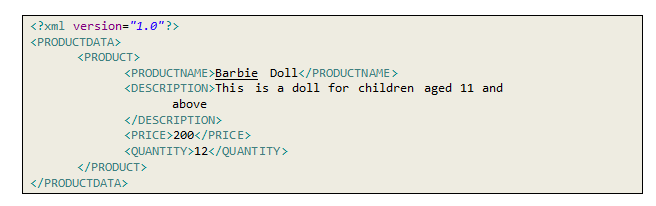 <?xml version="1.0"?>
<PRODUCTDATA>
<PRODUCT>
<PRODUCTNAME>Barbie Doll</PRODUCTNAME>
<DESCRIPTION>This is a doll for children aged 11 and
above
</DESCRIPTION>
<PRICE>200</PRICE>
<QUANTITY>12</QUANTITY>
</PRODUCT>
</PRODUCTDATA>